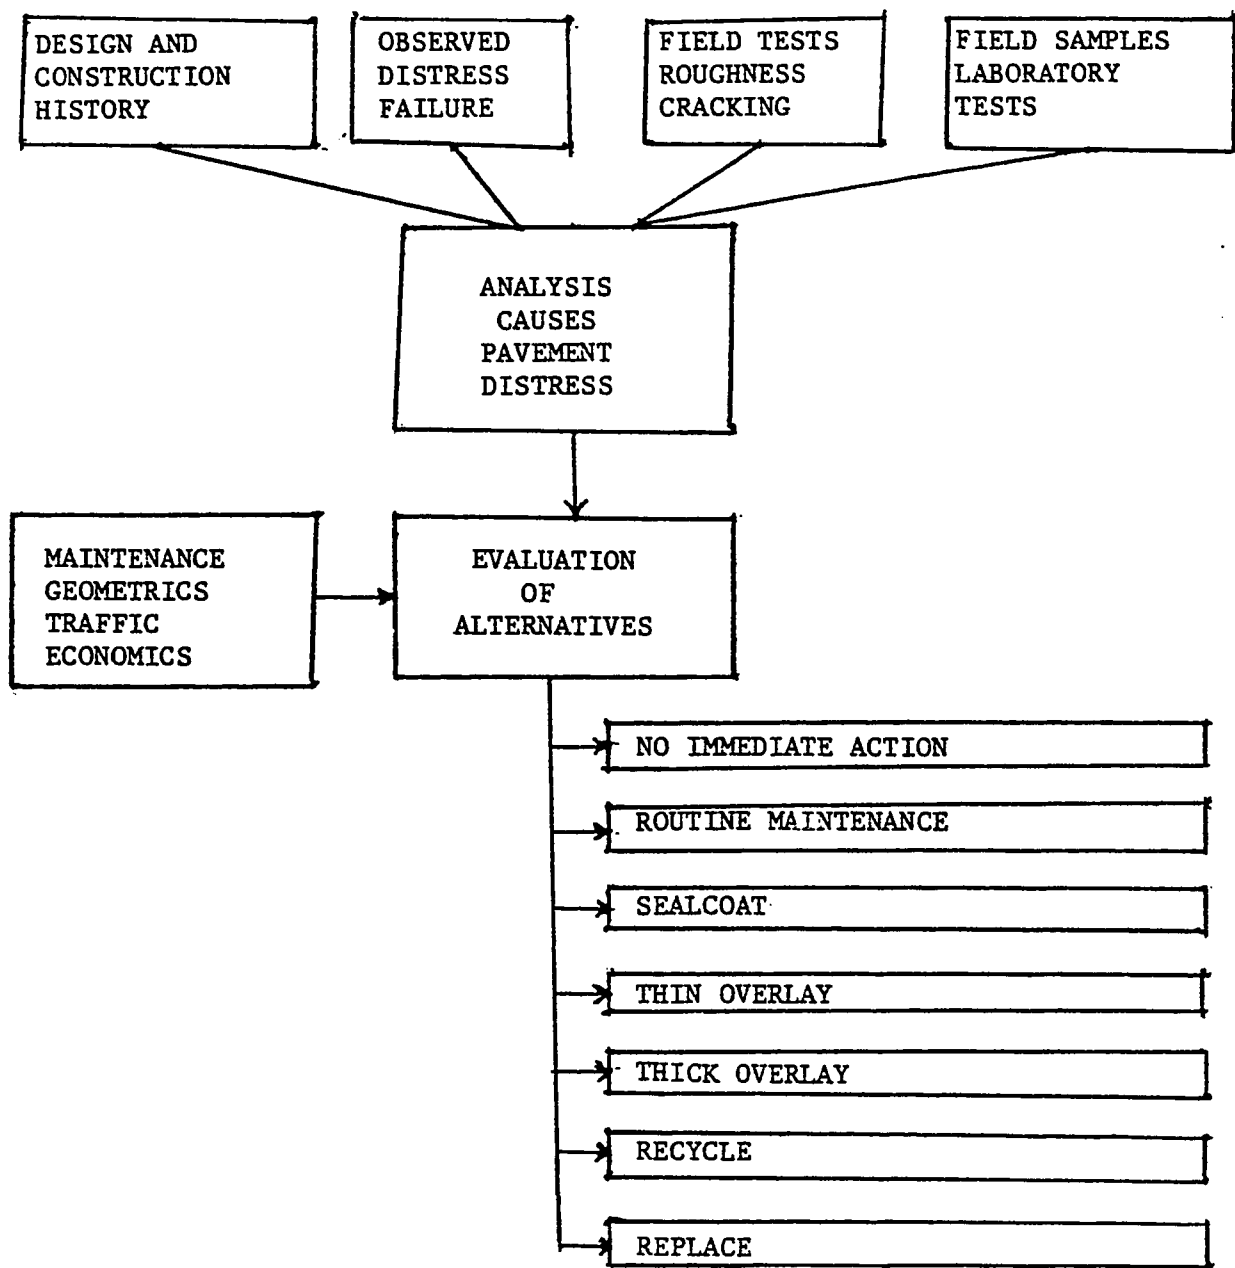 DESIGN AND
CONSTRUCTION
HISTORY
OBSERVED
DISTRESS
FAILURE
FIELD TESTS
ROUGHNESS
CRACKING
FIELD SAMPLES
LABORATORY
TESTS
ANALYSIS
CAUSES
PAVEMENT
DISTRESS
MAINTENANCE
GEOMETRICS
TRAFFIC
ECONOMICS
EVALUATION
OF
ALTERNATIVES
NO IMMEDIATE ACTION
ROUTINE MAINTENANCE
SEALCOAT
THIN OVERLAY
THICK OVERLAY
RECYCLE
REPLACE